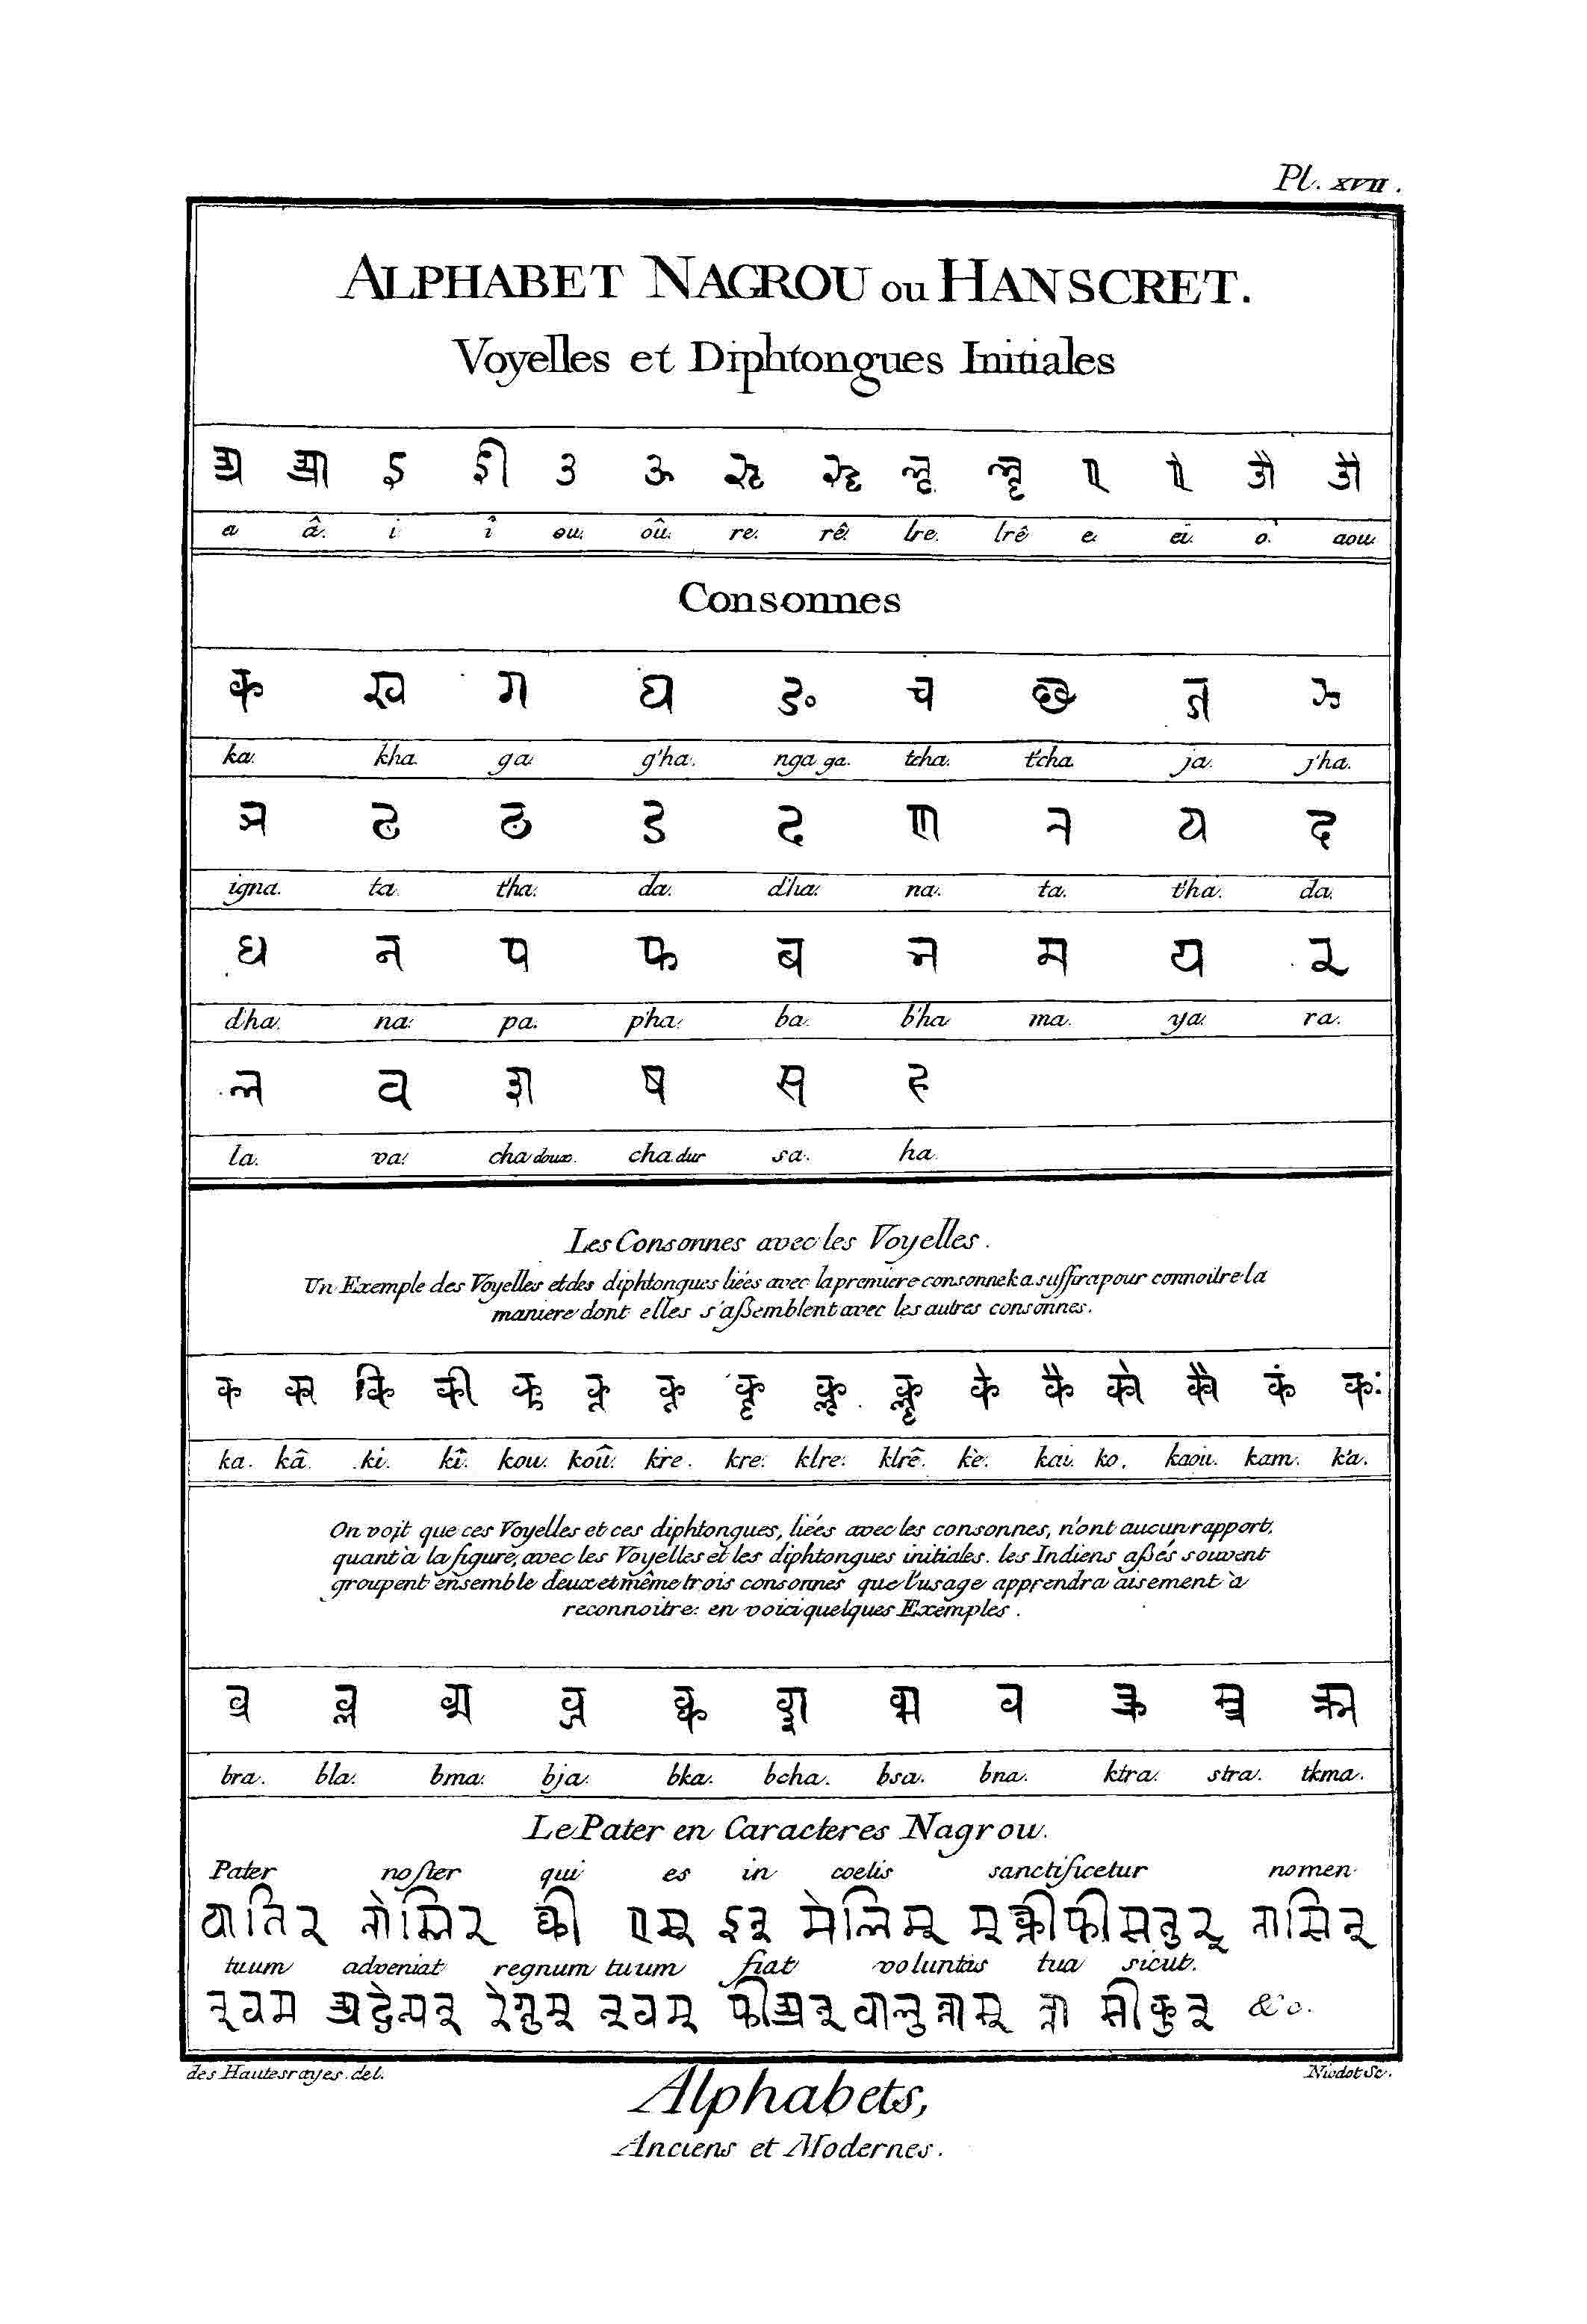 Pl. XVII.
ALPHABET NAGROU ou HANSCRET.
Voyelles et Diphtongues Initiales
अ आ इ ई उ ऊ ऋ ॠ ऌ ॡ ए ऐ ओ औ
a â. i î ou. oû. re. rê. lre. lrê e. ei. o. aou.
Consonnes
क ख ग घ ङ च छ ज झ
ka. kha. ga. g'ha. nga ga. tcha. t'cha. ja. j'ha.
ञ ट ठ ड ढ ण त थ द
igna. ta. t'ha. da. d'ha. na. ta. t'ha. da.
ध न प फ ब भ म य र
d'ha. na. pa. p'ha. ba. b'ha ma. ya. ra.
ल व श ष स ह
la. va. cha doux. cha dur sa. ha.
Les Consonnes avec les Voyelles.
Un Exemple des Voyelles et des diphtongues liées avec la premiere consonne ka suffira pour connoitre la
maniere dont elles s'assemblent avec les autres consonnes.
क का कि की कु कू कृ कॄ कॢ कॣ के कै को कौ कं कः
ka. kâ. ki. kî. kou. koû. kre. kre. klre. klrê. kè. kai. ko. kaou. kam. k'a.
On voit que ces Voyelles et ces diphtongues, liées avec les consonnes, n'ont aucun rapport,
quant à la figure, avec les Voyelles et les diphtongues initiales. les Indiens assés souvent
groupent ensemble deux et même trois consonnes que l'usage apprendra aisement à
reconnoitre: en voici quelques Exemples.
bra. bla. bma. bja. bka. bcha. bsa. bna. ktra. stra. tkma.
Le Pater en Caracteres Nagrou.
Pater noster qui es in coelis sanctificetur nomen
tuum adveniat regnum tuum fiat voluntas tua sicut.
&c.
des Hautesrayes del.
Niodot Sc.
Alphabets,
Anciens et Modernes.